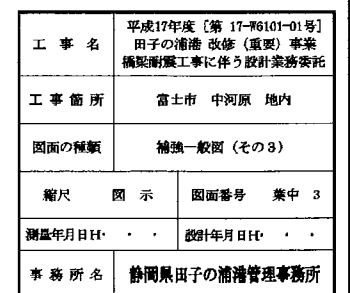 工事名 平成17年度 [第 17-W6101-01号]
田子の浦港 改修(重要)事業
橋梁耐震工事に伴う設計業務委託
工事箇所 富士市 中河原 地内
図面の種類 補強一般図(その3)
縮尺 図示 図面番号 葉中 3
測量年月日H・ ・ ・ 設計年月日H・ ・ ・
事務所名 静岡県田子の浦港管理事務所